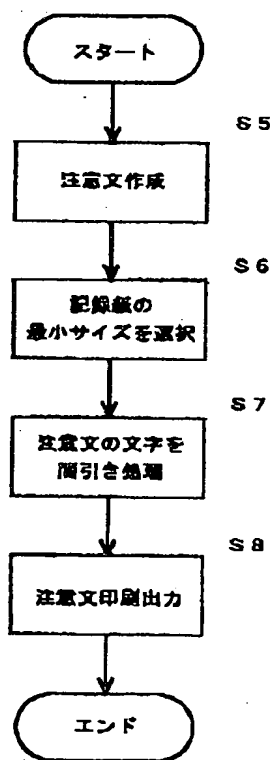 スタート
S5
注意文作成
S6
記録紙の
最小サイズを選択
S7
注意文の文字を
間引き処理
S8
注意文印刷出力
エンド